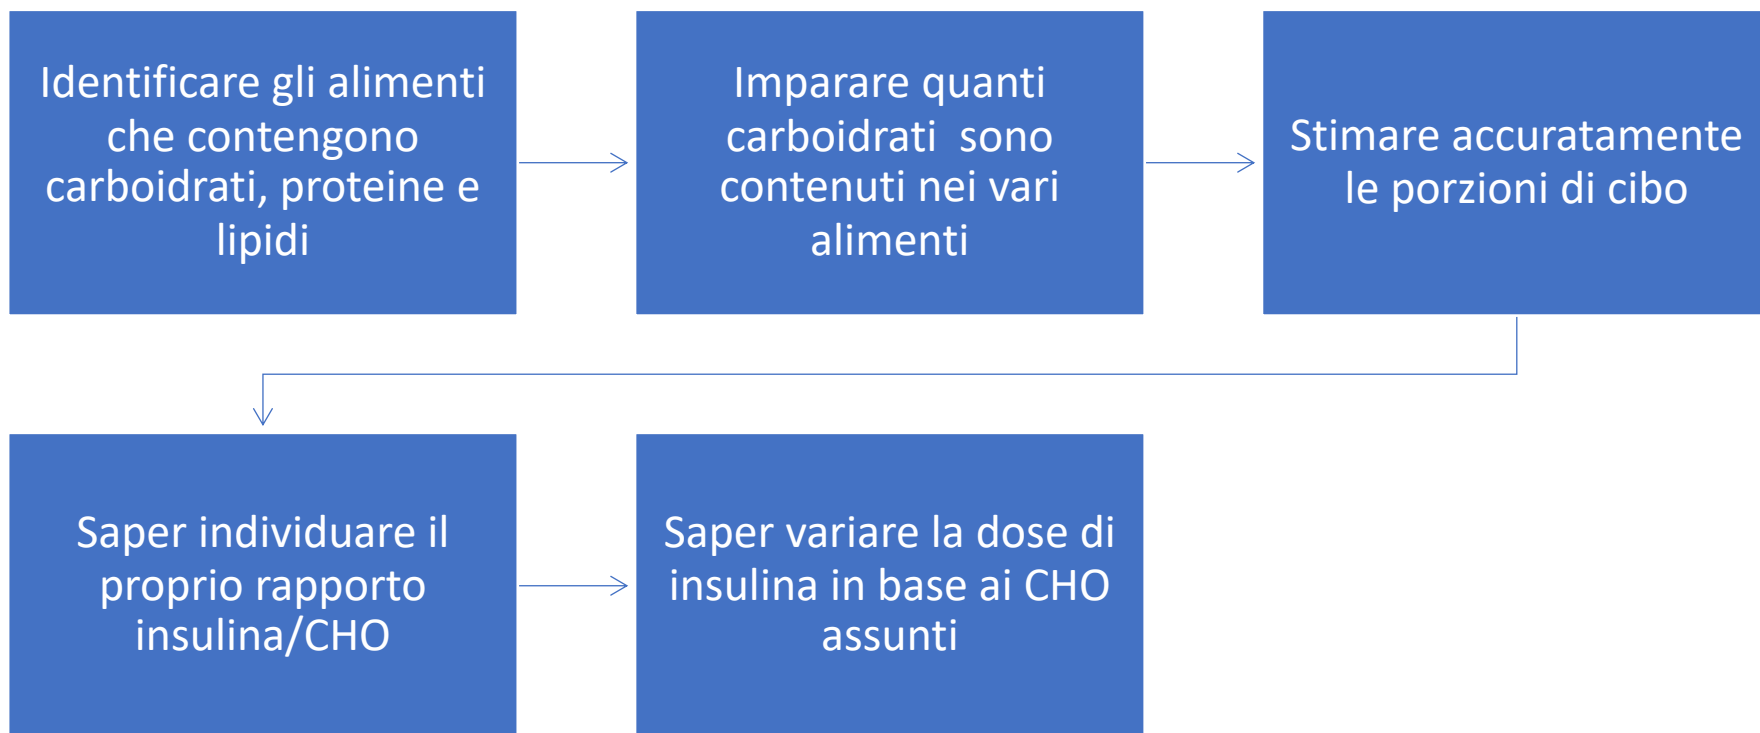 Identificare gli alimenti
che contengono
carboidrati, proteine e
lipidi
Imparare quanti
carboidrati  sono
contenuti nei vari
alimenti
Stimare accuratamente
le porzioni di cibo
Saper individuare il
proprio rapporto
insulina/CHO
Saper variare la dose di
insulina in base ai CHO
assunti